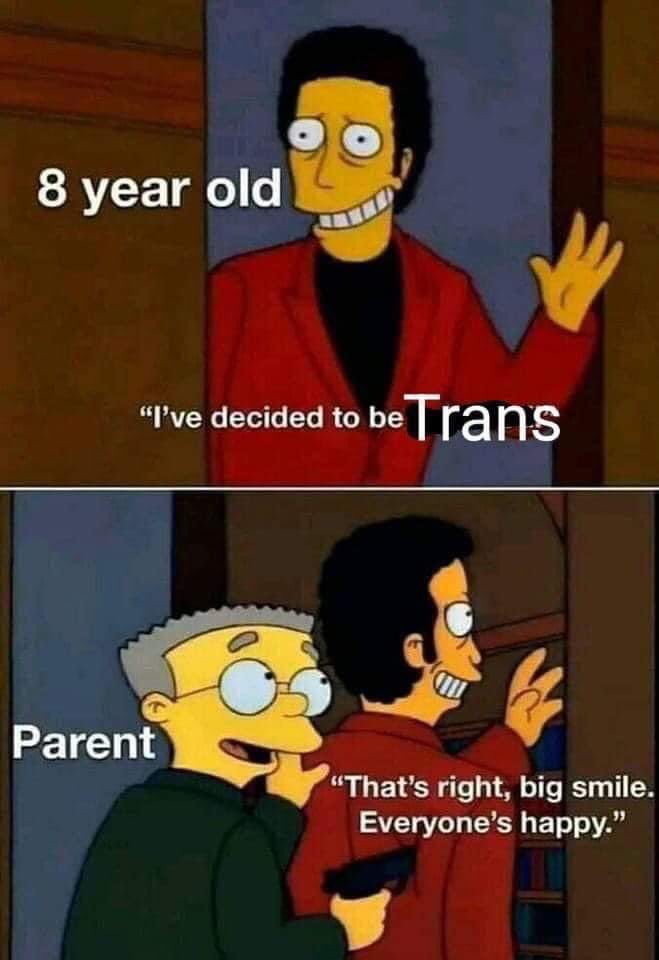 8 year old
“I’ve decided to be Trans
Parent
“That’s right, big smile.
Everyone’s happy.”